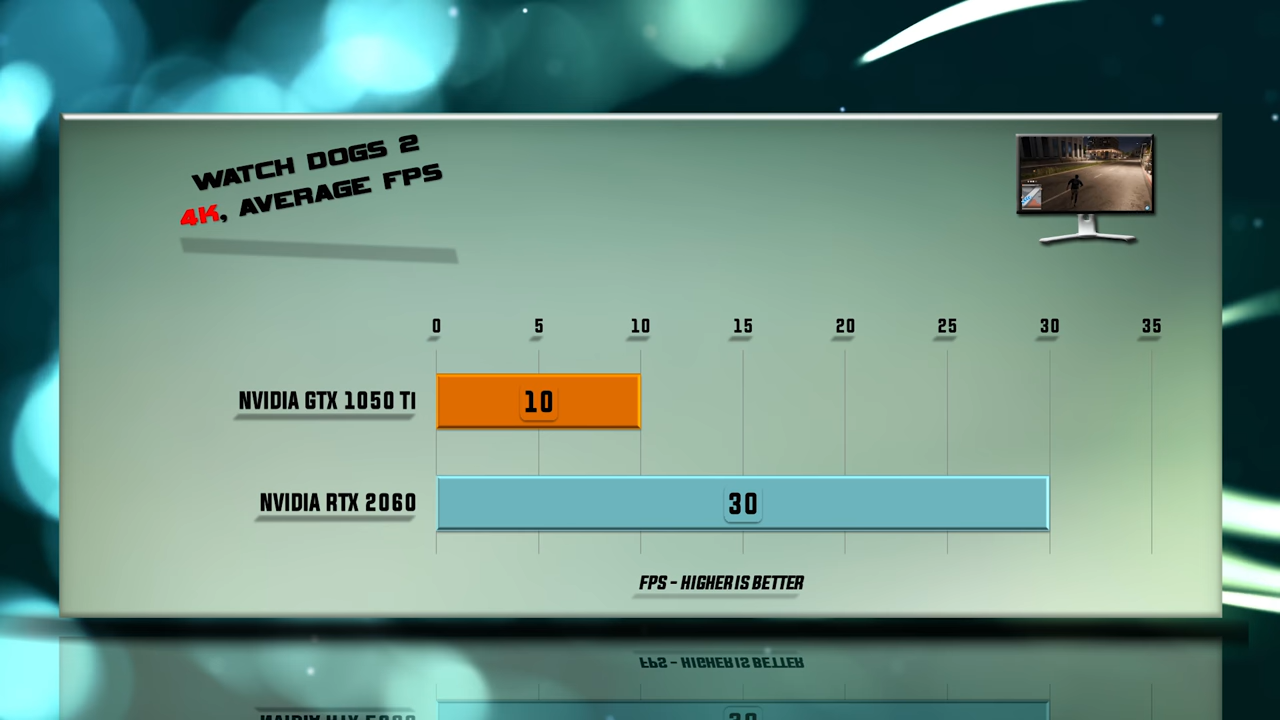 WATCH DOGS 2
4K, AVERAGE FPS
0 5 10 15 20 25 30 35
NVIDIA GTX 1050 TI 10
NVIDIA RTX 2060 30
FPS - HIGHER IS BETTER